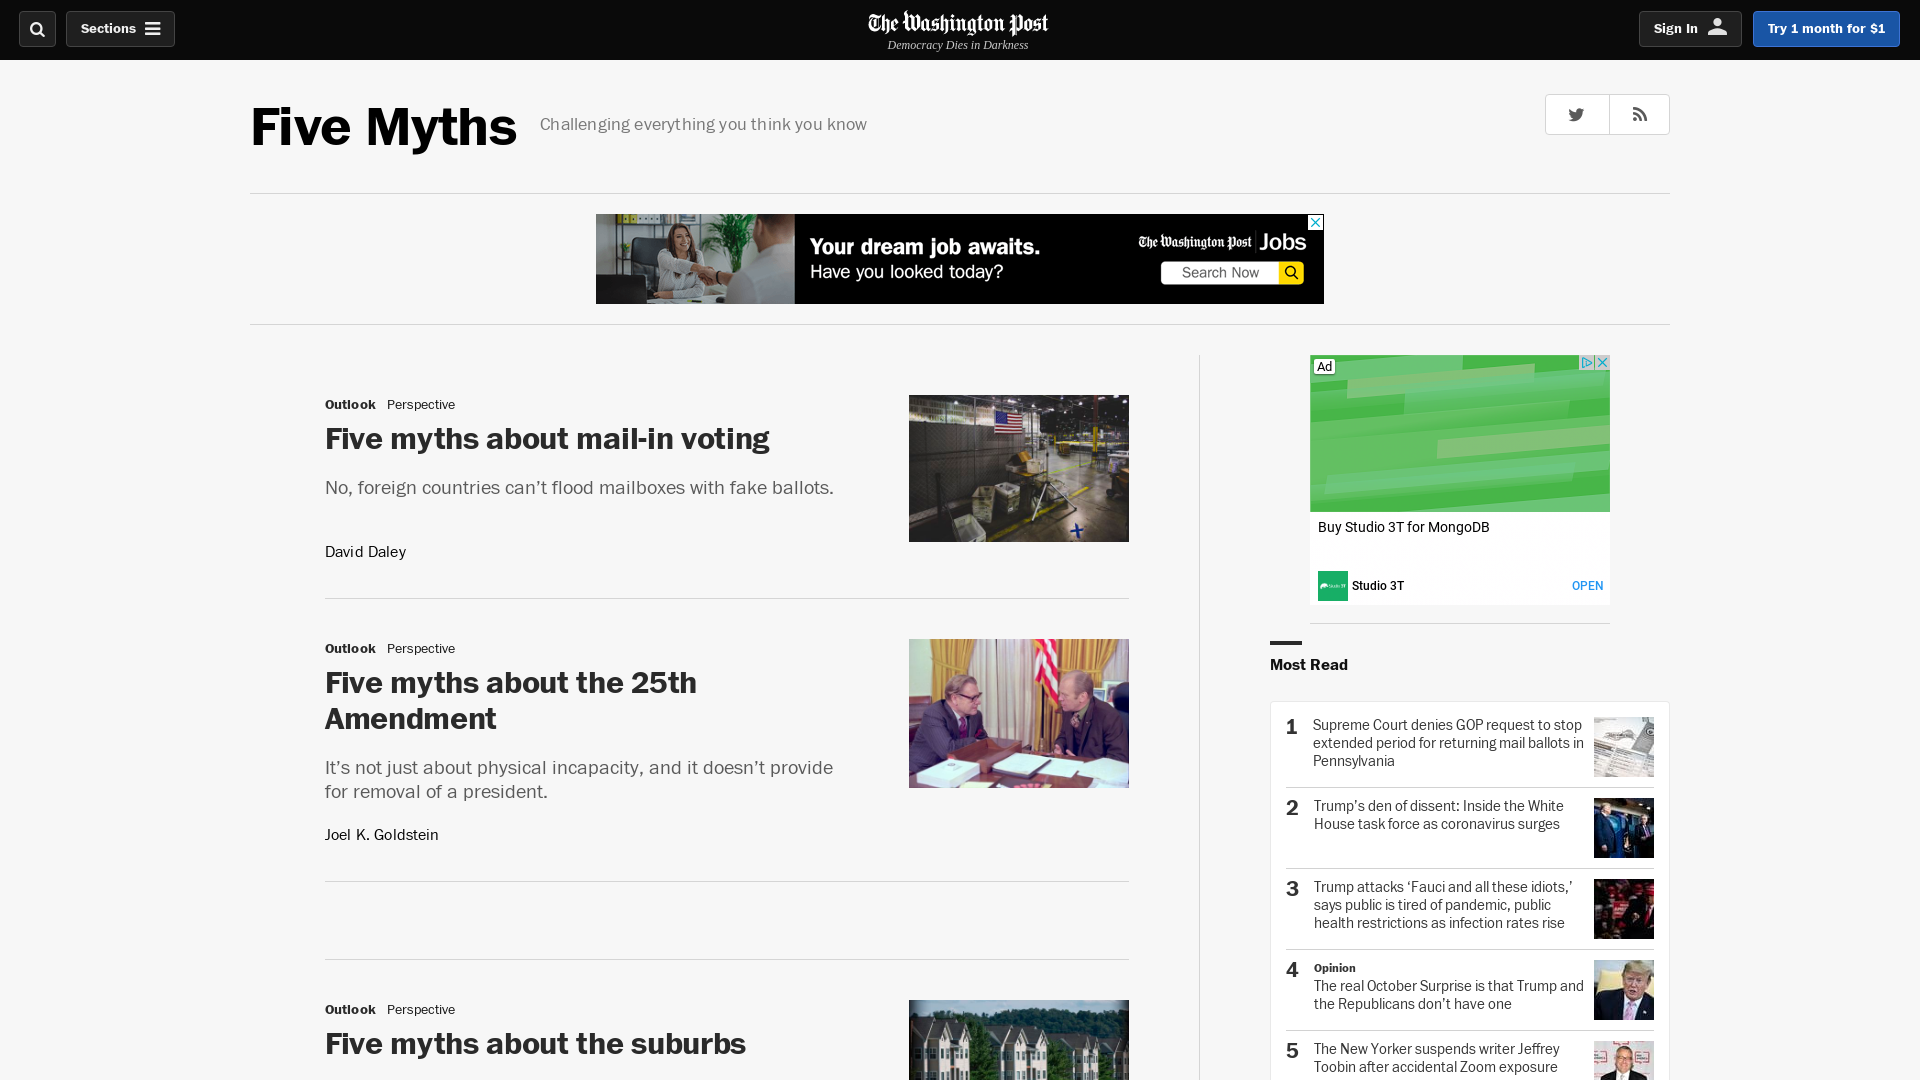 Sections
The Washington Post
Democracy Dies in Darkness
Sign In
Try 1 month for $1
Five Myths
Challenging everything you think you know
Your dream job awaits.
Have you looked today?
The Washington Post Jobs
Search Now
Outlook Perspective
Five myths about mail-in voting
No, foreign countries can’t flood mailboxes with fake ballots.
David Daley
Outlook Perspective
Five myths about the 25th
Amendment
It’s not just about physical incapacity, and it doesn’t provide
for removal of a president.
Joel K. Goldstein
Outlook Perspective
Five myths about the suburbs
Ad
Buy Studio 3T for MongoDB
Studio 3T
OPEN
Most Read
1 Supreme Court denies GOP request to stop
extended period for returning mail ballots in
Pennsylvania
2 Trump’s den of dissent: Inside the White
House task force as coronavirus surges
3 Trump attacks ‘Fauci and all these idiots,’
says public is tired of pandemic, public
health restrictions as infection rates rise
4 Opinion
The real October Surprise is that Trump and
the Republicans don’t have one
5 The New Yorker suspends writer Jeffrey
Toobin after accidental Zoom exposure